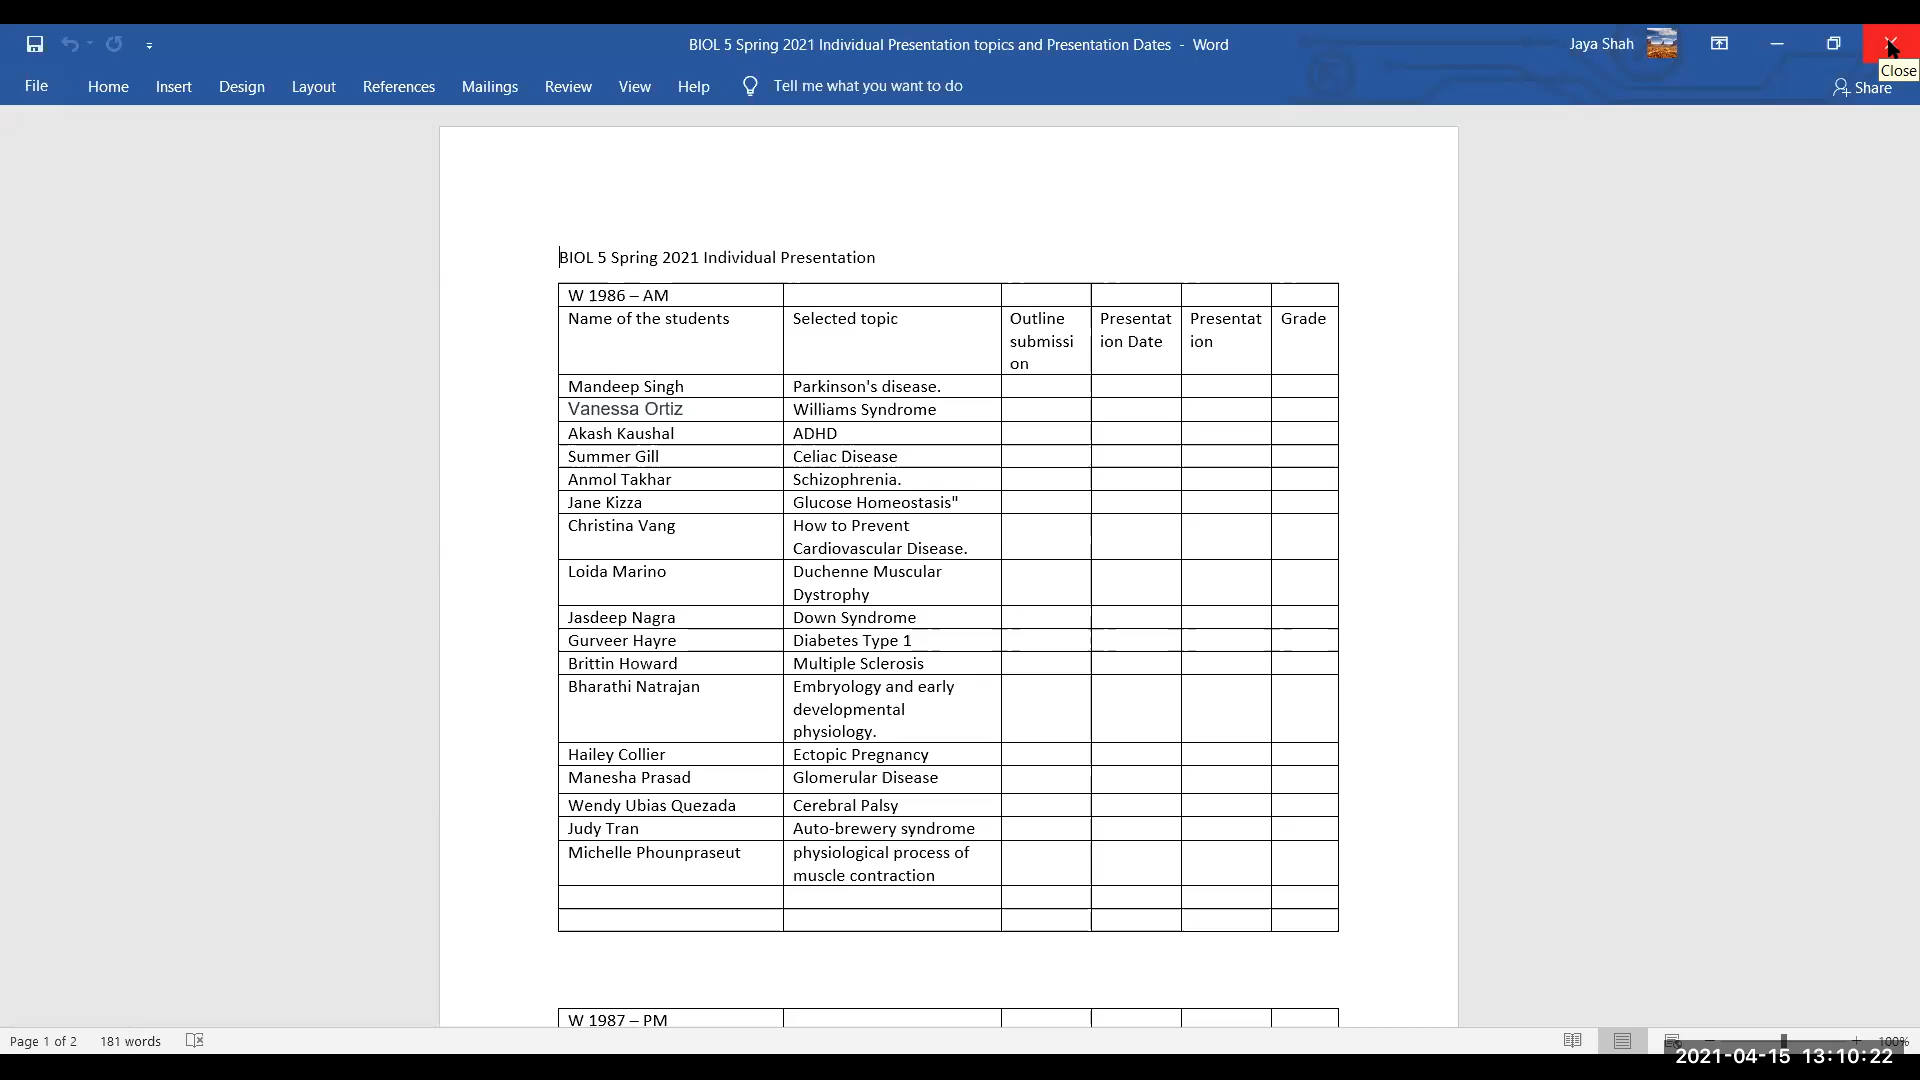 BIOL 5 Spring 2021 Individual Presentation topics and Presentation Dates - Word
Jaya Shah
Close
File Home Insert Design Layout References Mailings Review View Help Tell me what you want to do
Share
BIOL 5 Spring 2021 Individual Presentation
W 1986 – AM
Name of the students Selected topic Outline Presentat Presentat Grade
submissi ion Date ion
on
Mandeep Singh Parkinson's disease.
Vanessa Ortiz Williams Syndrome
Akash Kaushal ADHD
Summer Gill Celiac Disease
Anmol Takhar Schizophrenia.
Jane Kizza Glucose Homeostasis"
Christina Vang How to Prevent
Cardiovascular Disease.
Loida Marino Duchenne Muscular
Dystrophy
Jasdeep Nagra Down Syndrome
Gurveer Hayre Diabetes Type 1
Brittin Howard Multiple Sclerosis
Bharathi Natrajan Embryology and early
developmental
physiology.
Hailey Collier Ectopic Pregnancy
Manesha Prasad Glomerular Disease
Wendy Ubias Quezada Cerebral Palsy
Judy Tran Auto-brewery syndrome
Michelle Phounpraseut physiological process of
muscle contraction
W 1987 – PM
Page 1 of 2 181 words 100%
2021-04-15 13:10:22